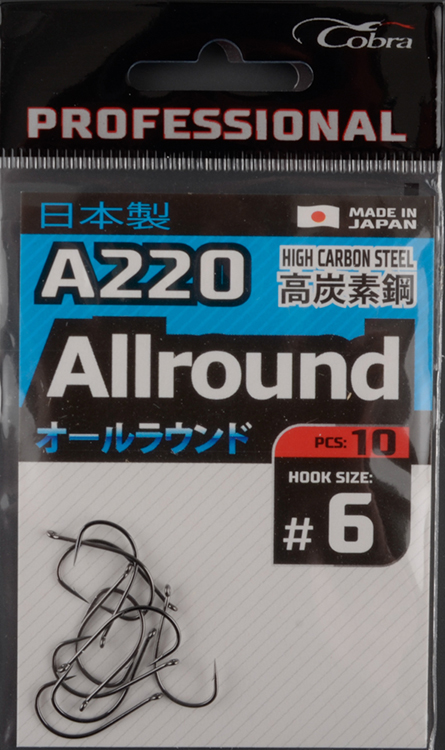 Cobra
PROFESSIONAL
日本製
MADE IN
JAPAN
A220
HIGH CARBON STEEL
高炭素鋼
Allround
オールラウンド
PCS: 10
HOOK SIZE:
# 6